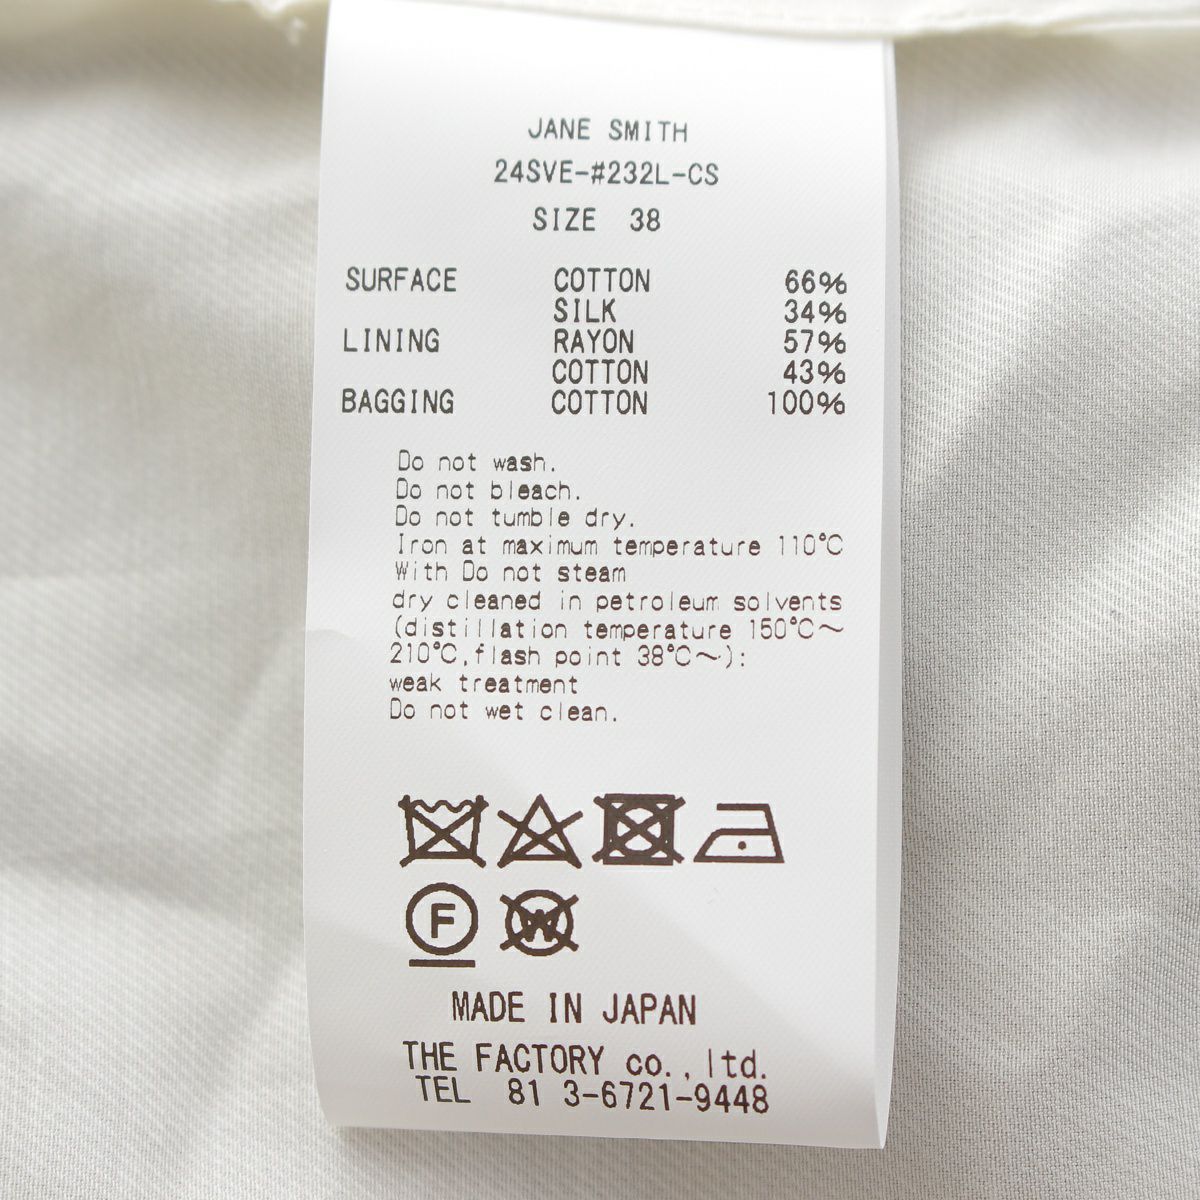 JANE SMITH
24SVE-#232L-CS
SIZE 38
SURFACE COTTON 66%
SILK 34%
LINING RAYON 57%
COTTON 43%
BAGGING COTTON 100%
Do not wash.
Do not bleach.
Do not tumble dry.
Iron at maximum temperature 110℃
With Do not steam
dry cleaned in petroleum solvents
(distillation temperature 150℃～
210℃,flash point 38℃～):
weak treatment
Do not wet clean.
F W
MADE IN JAPAN
THE FACTORY co.,ltd.
TEL 81 3-6721-9448